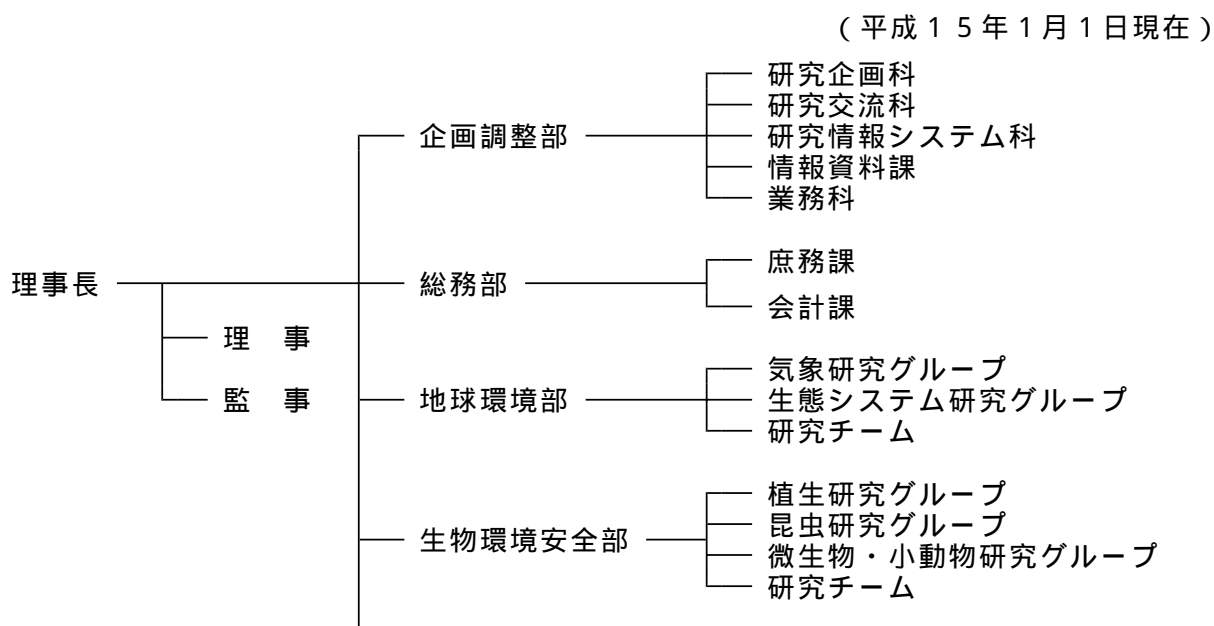 (平成１５年１月１日現在)
研究企画科
研究交流科
企画調整部
研究情報システム科
情報資料課
業務科
庶務課
理事長
総務部
会計課
理　事
気象研究グループ
監　事
地球環境部
生態システム研究グループ
研究チーム
植生研究グループ
昆虫研究グループ
生物環境安全部
微生物・小動物研究グループ
研究チーム